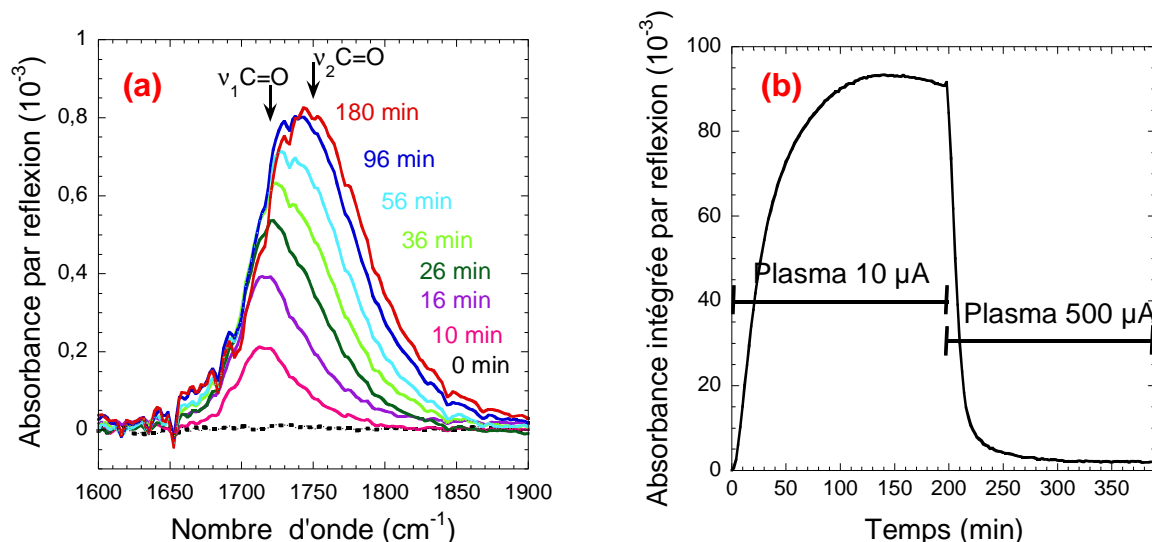 Absorbance par reflexion (10⁻³)
1
0,8
0,6
0,4
0,2
0
(a)
ν₁C=O
ν₂C=O
180 min
96 min
56 min
36 min
26 min
16 min
10 min
0 min
1600 1650 1700 1750 1800 1850 1900
Nombre d'onde (cm⁻¹)
Absorbance intégrée par reflexion (10⁻³)
100
80
60
40
20
0
(b)
Plasma 10 µA
Plasma 500 µA
0 50 100 150 200 250 300 350
Temps (min)